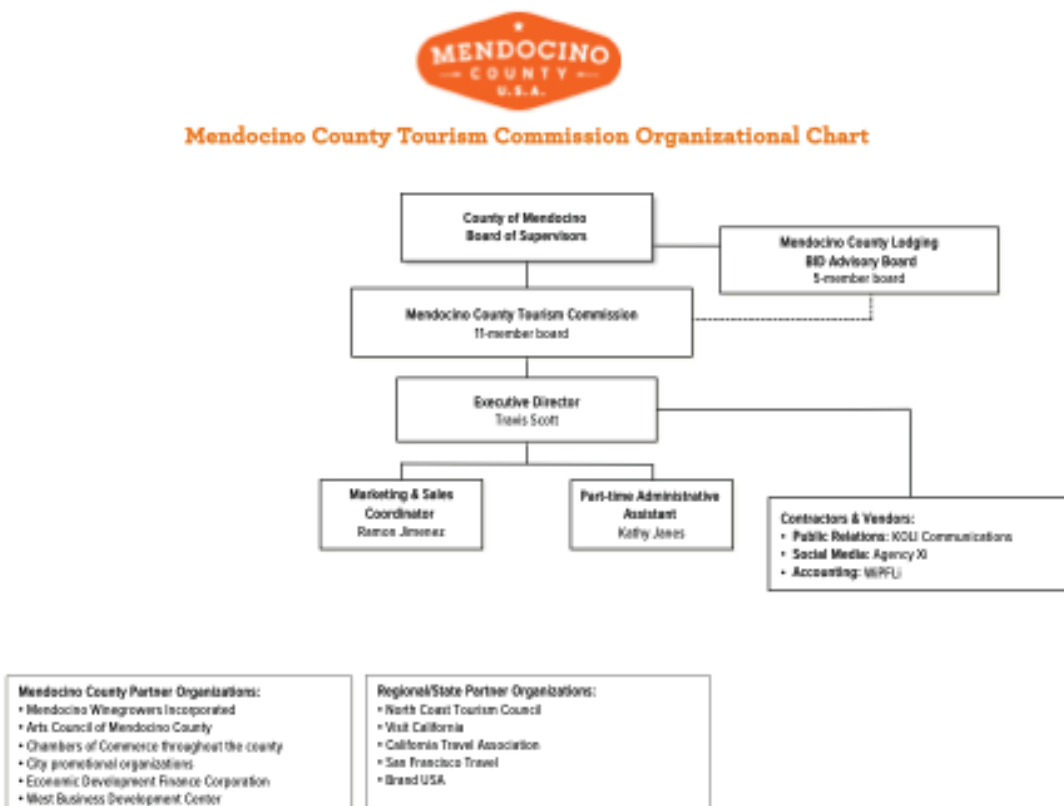 MENDOCINO
COUNTY
U.S.A.
Mendocino County Tourism Commission Organizational Chart
County of Mendocino
Board of Supervisors
Mendocino County Lodging
BID Advisory Board
5-member board
Mendocino County Tourism Commission
11-member board
Executive Director
Travis Scott
Marketing & Sales
Coordinator
Ramon Jimenez
Part-time Administrative
Assistant
Kathy Janes
Contractors & Vendors:
• Public Relations: KOLI Communications
• Social Media: Agency XI
• Accounting: WIPFLi
Mendocino County Partner Organizations:
• Mendocino Winegrowers Incorporated
• Arts Council of Mendocino County
• Chambers of Commerce throughout the county
• City promotional organizations
• Economic Development Finance Corporation
• West Business Development Center
Regional/State Partner Organizations:
• North Coast Tourism Council
• Visit California
• California Travel Association
• San Francisco Travel
• Brand USA